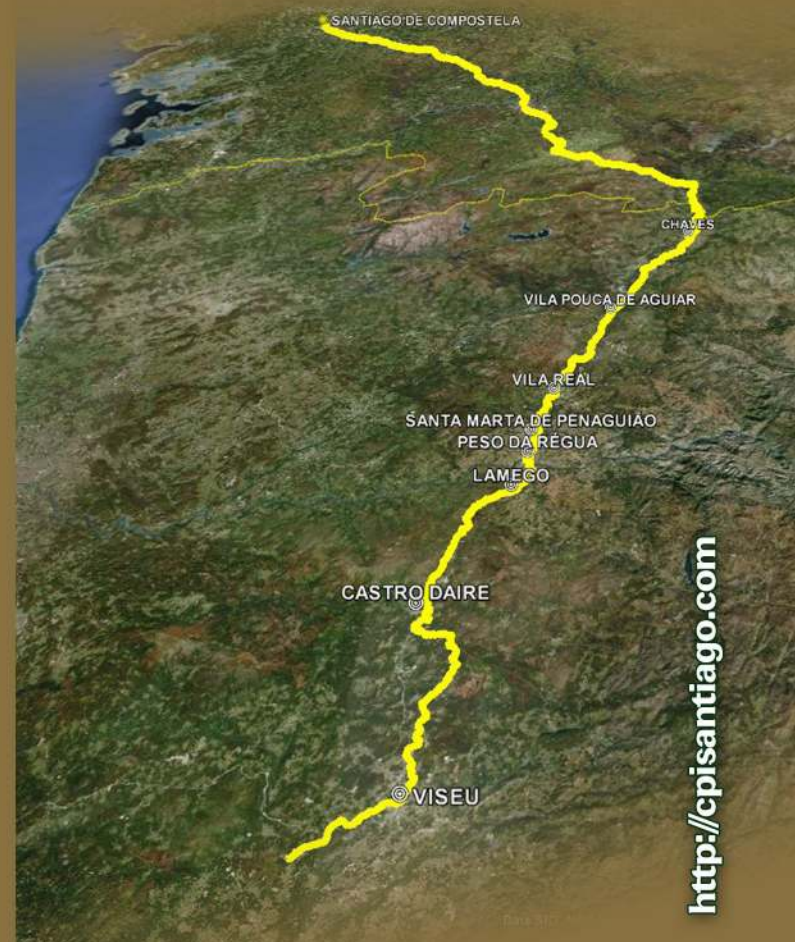 SANTIAGO DE COMPOSTELA
CHAVES
VILA POUCA DE AGUIAR
VILA REAL
SANTA MARTA DE PENAGUIÃO
PESO DA RÉGUA
LAMEGO
CASTRO DAIRE
VISEU
http://cpisantiago.com